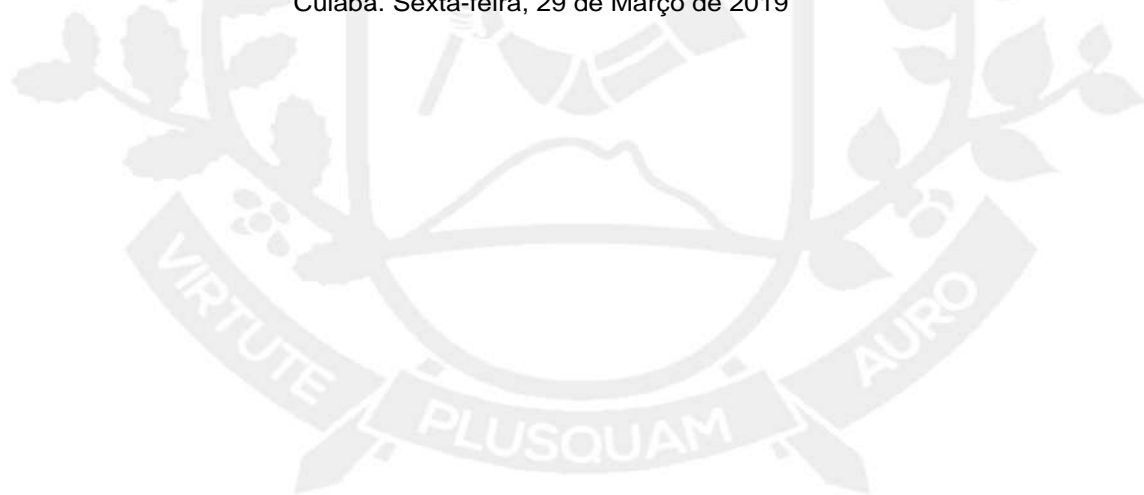 Cuiabá. Sexta-feira, 29 de Março de 2019
VIRTUTE PLUSQUAM AURO